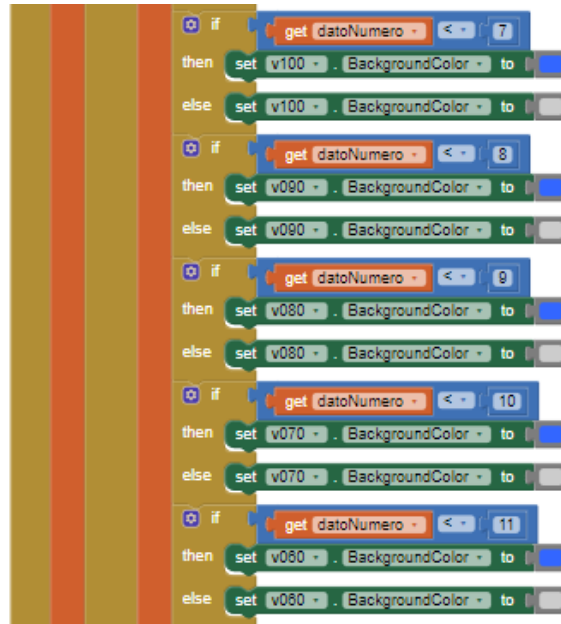 if get datoNumero < 7
then set v100 . BackgroundColor to
else set v100 . BackgroundColor to
if get datoNumero < 8
then set v090 . BackgroundColor to
else set v090 . BackgroundColor to
if get datoNumero < 9
then set v080 . BackgroundColor to
else set v080 . BackgroundColor to
if get datoNumero < 10
then set v070 . BackgroundColor to
else set v070 . BackgroundColor to
if get datoNumero < 11
then set v060 . BackgroundColor to
else set v060 . BackgroundColor to